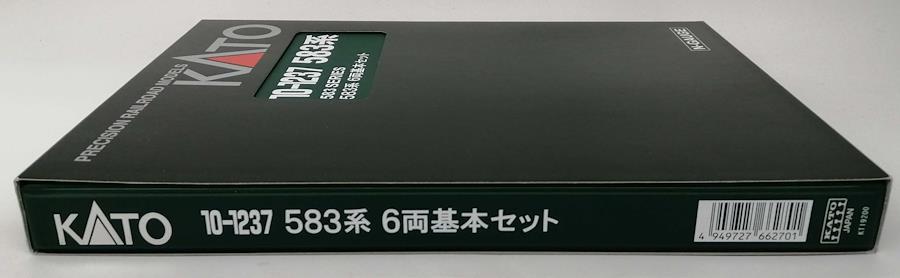 PRECISION RAILROAD MODELS
KATO
10-1237 583系
583 SERIES
583系 6両基本セット
N-GAUGE
KATO 10-1237 583系 6両基本セット
4 949727 662701
KATO
JAPAN
K119200